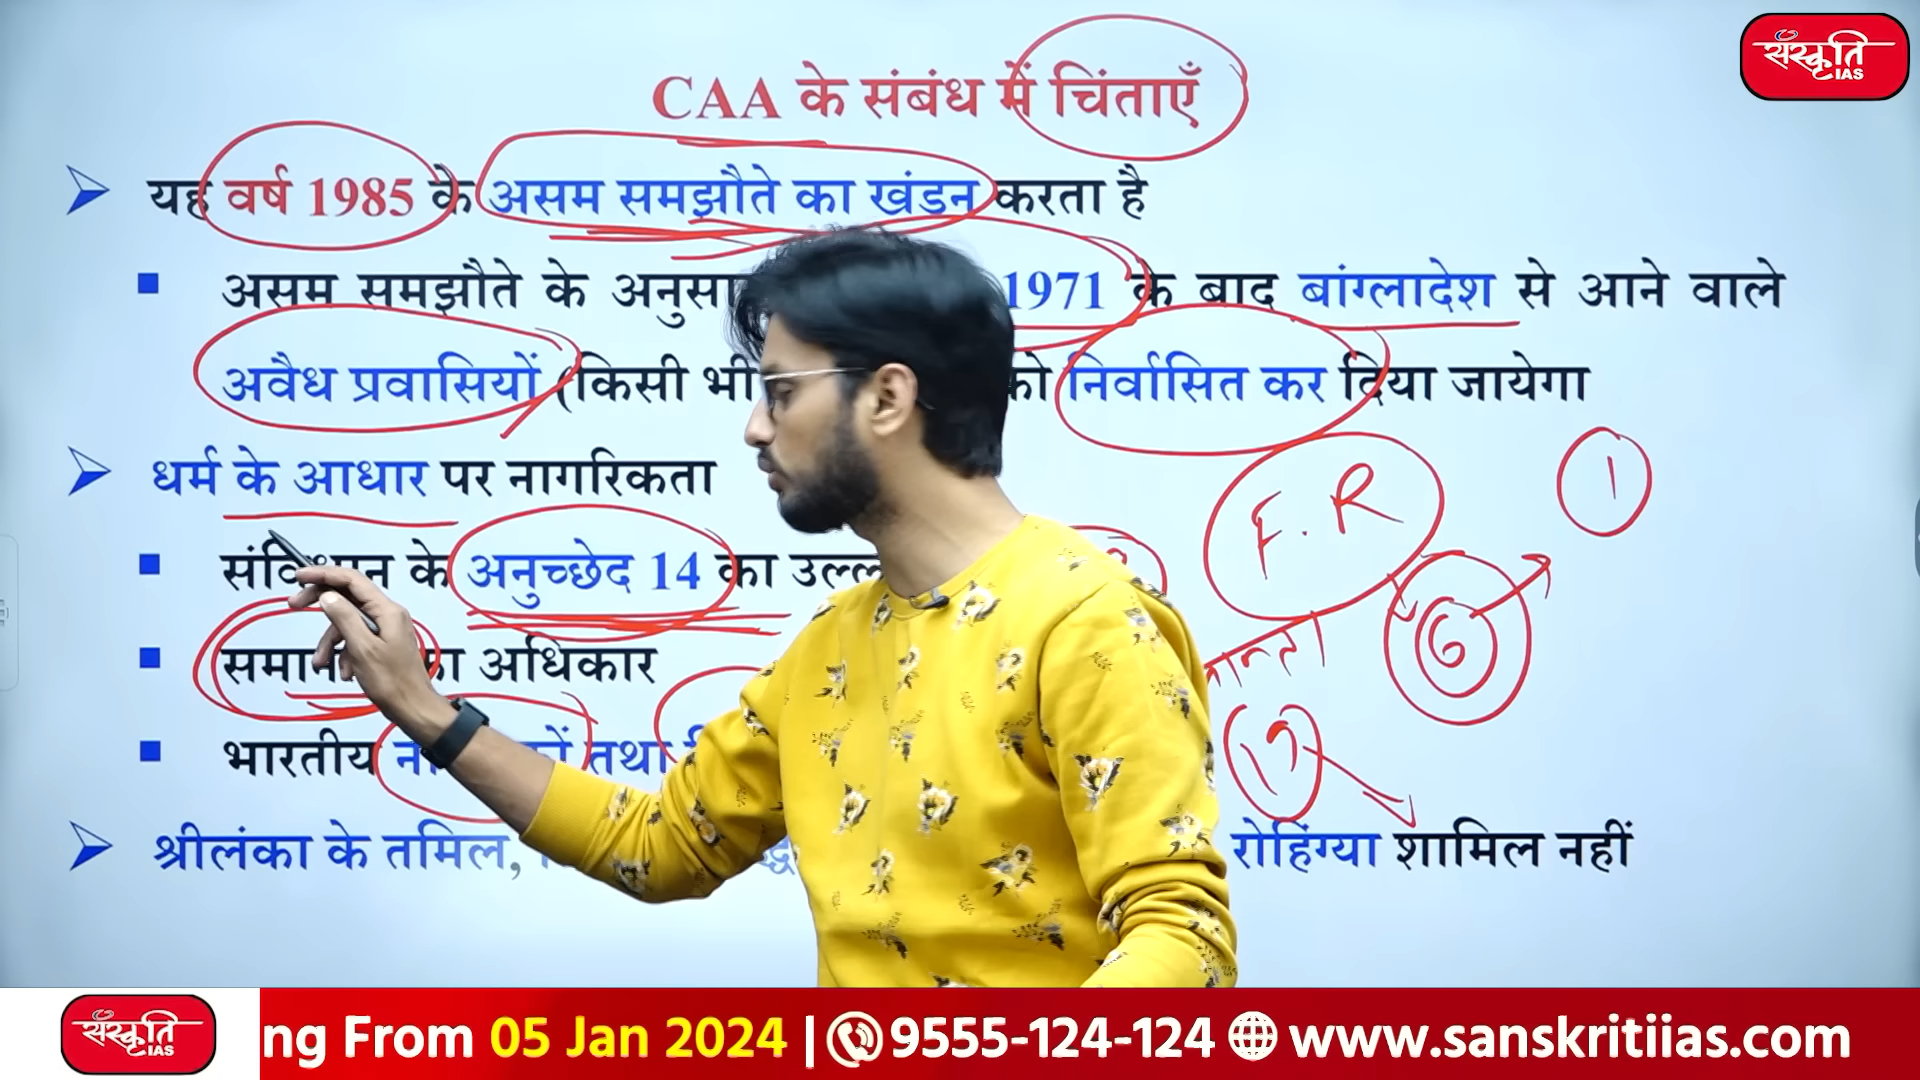 CAA के संबंध में चिंताएँ
संस्कृति
IAS
यह वर्ष 1985 के असम समझौते का खंडन करता है
असम समझौते के 1971 के बाद बांग्लादेश से आने वाले
अवैध प्रवासियों (किसी भी को निर्वासित कर दिया जायेगा
धर्म के आधार पर नागरिकता
F.R
1
संविधान के अनुच्छेद 14 का
6
समानता का अधिकार
भारतीय तथा
श्रीलंका के तमिल, रोहिंग्या शामिल नहीं
संस्कृति
IAS
ng From 05 Jan 2024 | 9555-124-124 www.sanskritiias.com